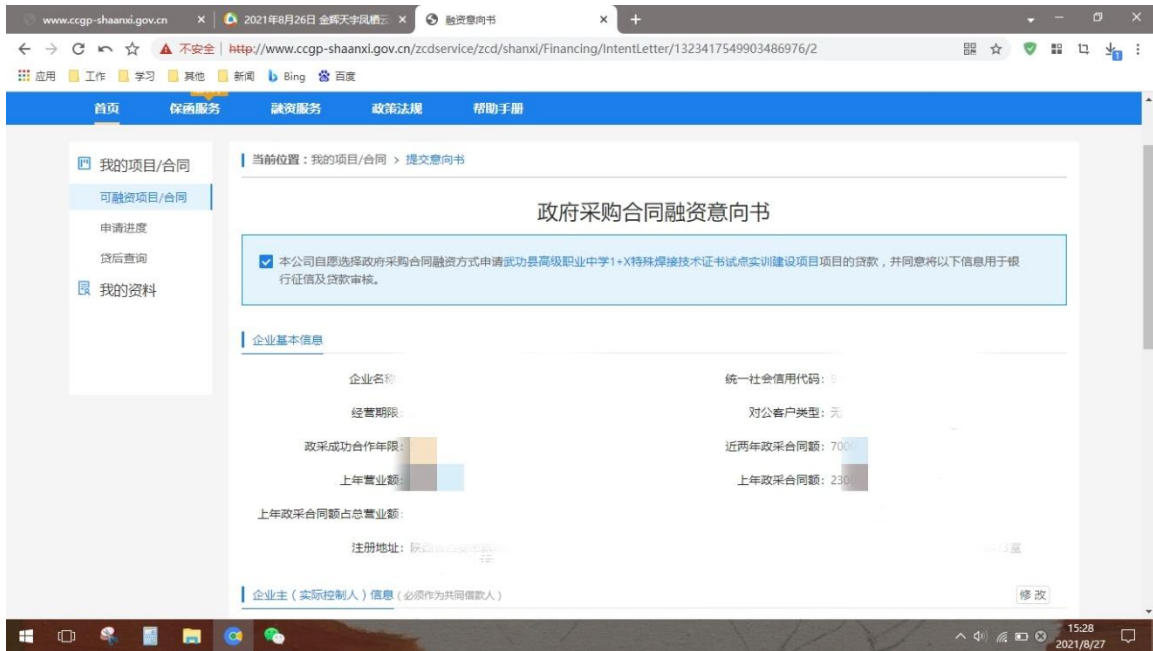 www.ccgp-shaanxi.gov.cn
2021年8月26日 金辉天宇凤栖云
融资意向书
不安全 http://www.ccgp-shaanxi.gov.cn/zcdservice/zcd/shanxi/Financing/IntentLetter/1323417549903486976/2
应用 工作 学习 其他 新闻 Bing 百度
首页 保函服务 融资服务 政策法规 帮助手册
我的项目/合同
可融资项目/合同
申请进度
贷后查询
我的资料
当前位置：我的项目/合同 > 提交意向书
政府采购合同融资意向书
本公司自愿选择政府采购合同融资方式申请武功县高级职业中学1+X特殊焊接技术证书试点实训建设项目项目的贷款，并同意将以下信息用于银
行征信及贷款审核。
企业基本信息
企业名称 统一社会信用代码：9
经营期限： 对公客户类型：无
政采成功合作年限： 近两年政采合同额：700
上年营业额： 上年政采合同额：230
上年政采合同额占总营业额：
注册地址： 室
企业主（实际控制人）信息（必须作为共同借款人） 修改
15:28
2021/8/27